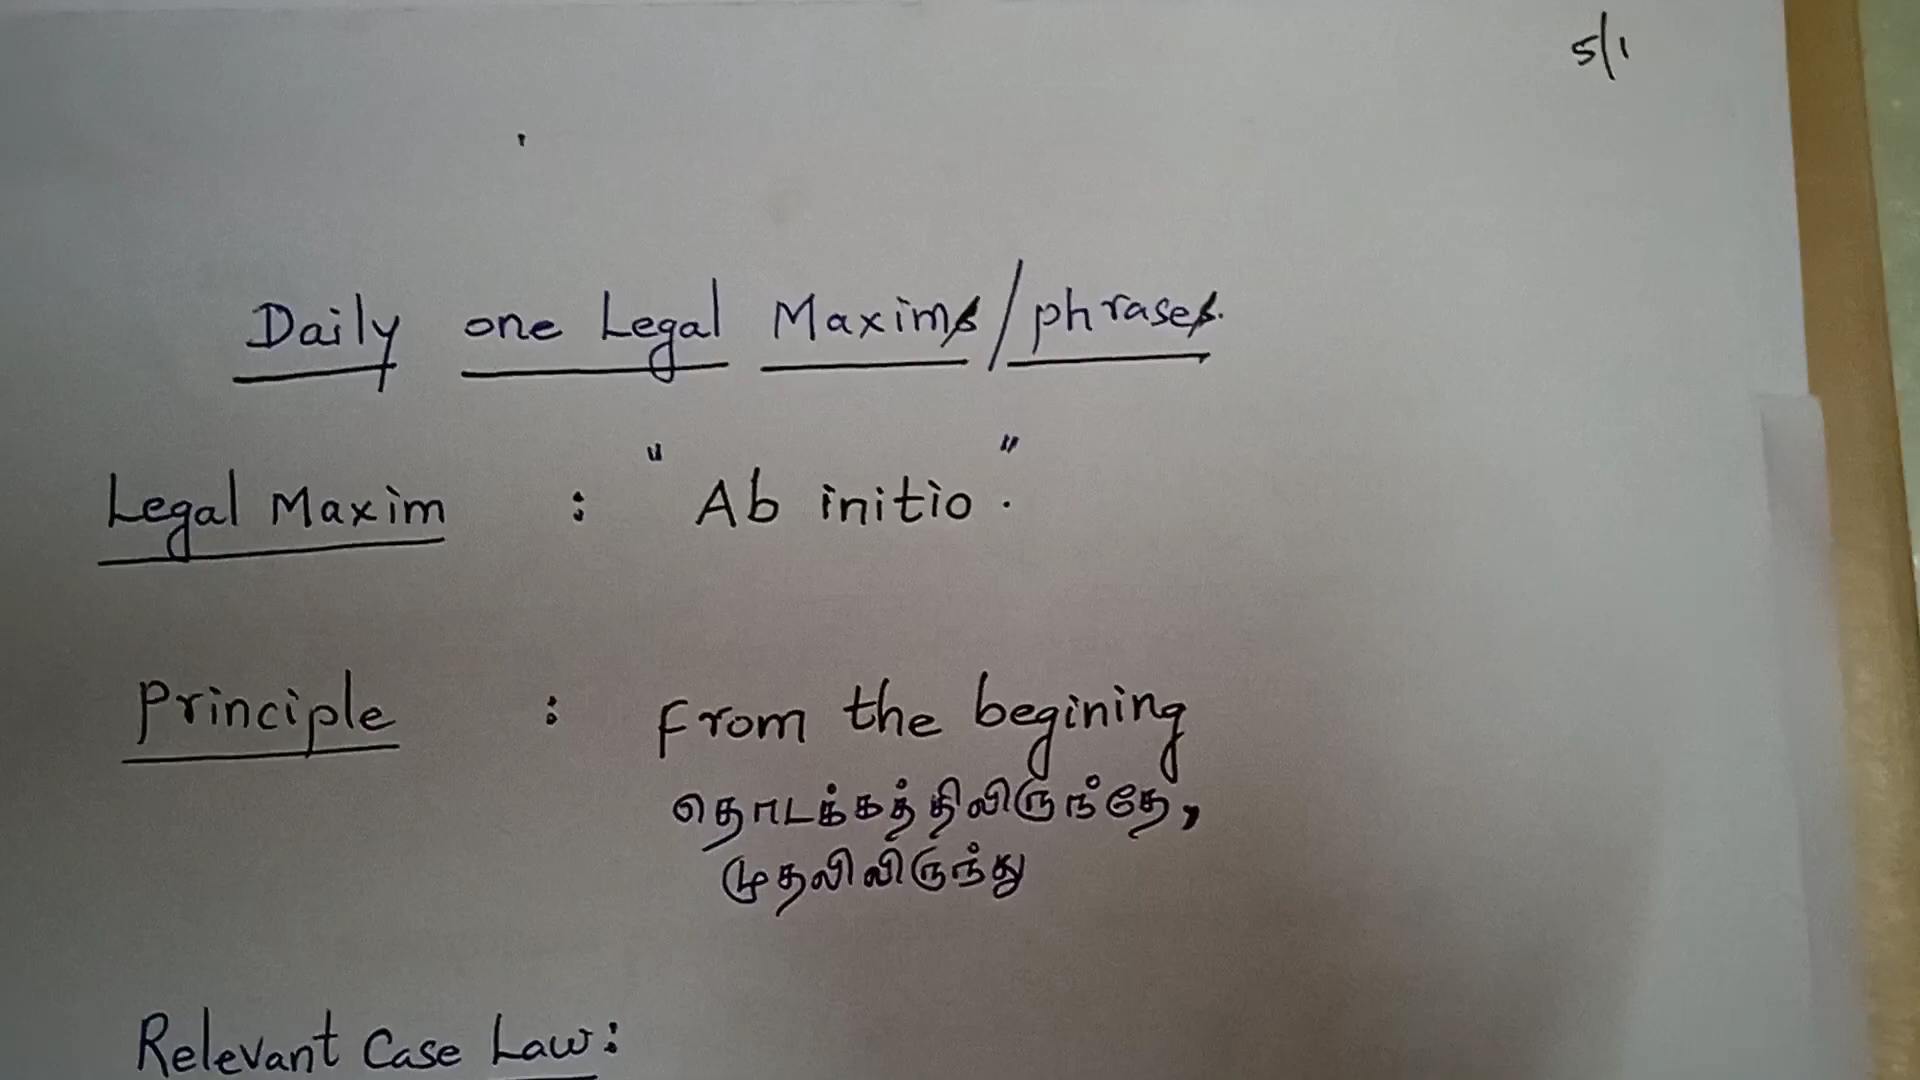 5/1
Daily one Legal Maxims/phrases.
Legal Maxim : "Ab initio."
Principle : From the begining
தொடக்கத்திலிருந்தே,
முதலிலிருந்து
Relevant Case Law: